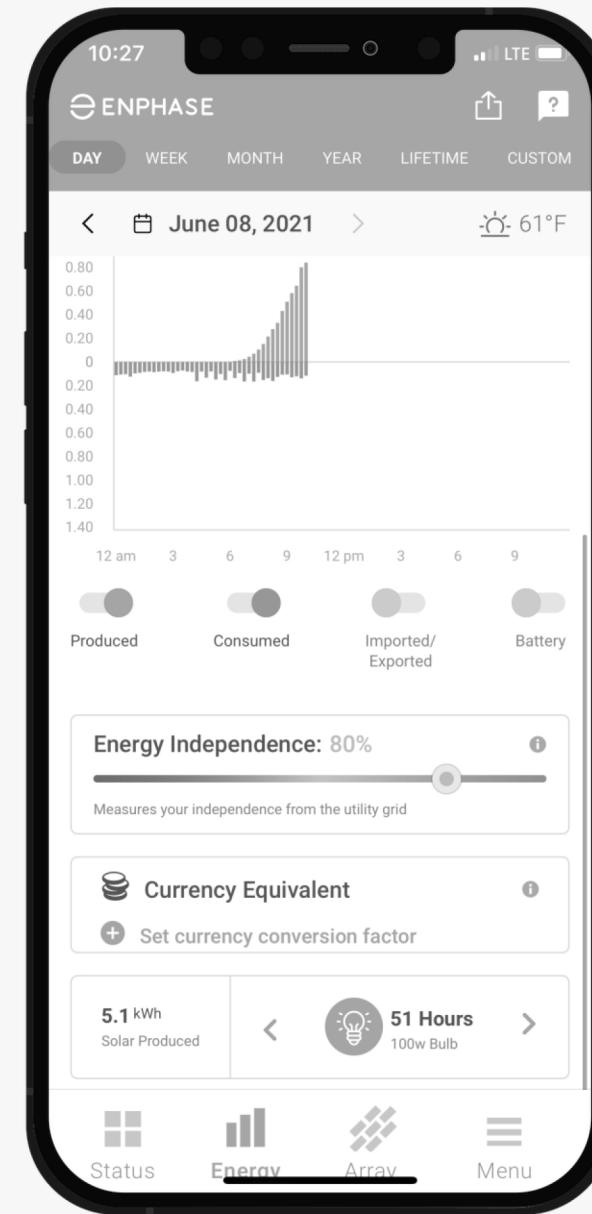 10:27
LTE
ENPHASE
?
DAY WEEK MONTH YEAR LIFETIME CUSTOM
June 08, 2021 61°F
0.80
0.60
0.40
0.20
0
0.20
0.40
0.60
0.80
1.00
1.20
1.40
12 am 3 6 9 12 pm 3 6 9
Produced Consumed Imported/ Battery
Exported
Energy Independence: 80%
Measures your independence from the utility grid
Currency Equivalent
Set currency conversion factor
5.1 kWh
Solar Produced
51 Hours
100w Bulb
Status Energy Array Menu